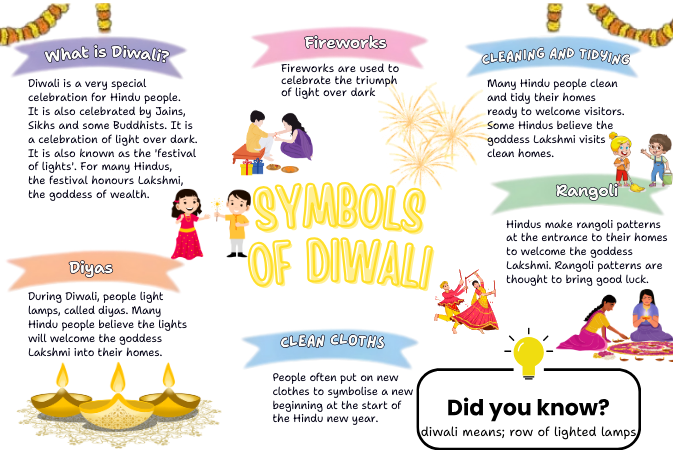 What is Diwali?
Diwali is a very special
celebration for Hindu people.
It is also celebrated by Jains,
Sikhs and some Buddhists. It is
a celebration of light over dark.
It is also known as the 'festival
of lights'. For many Hindus,
the festival honours Lakshmi,
the goddess of wealth.
Fireworks
Fireworks are used to
celebrate the triumph
of light over dark
CLEANING AND TIDYING
Many Hindu people clean
and tidy their homes
ready to welcome visitors.
Some Hindus believe the
goddess Lakshmi visits
clean homes.
SYMBOLS
OF DIWALI
Rangoli
Hindus make rangoli patterns
at the entrance to their homes
to welcome the goddess
Lakshmi. Rangoli patterns are
thought to bring good luck.
Diyas
During Diwali, people light
lamps, called diyas. Many
Hindu people believe the lights
will welcome the goddess
Lakshmi into their homes.
CLEAN CLOTHS
People often put on new
clothes to symbolise a new
beginning at the start of
the Hindu new year.
Did you know?
diwali means; row of lighted lamps